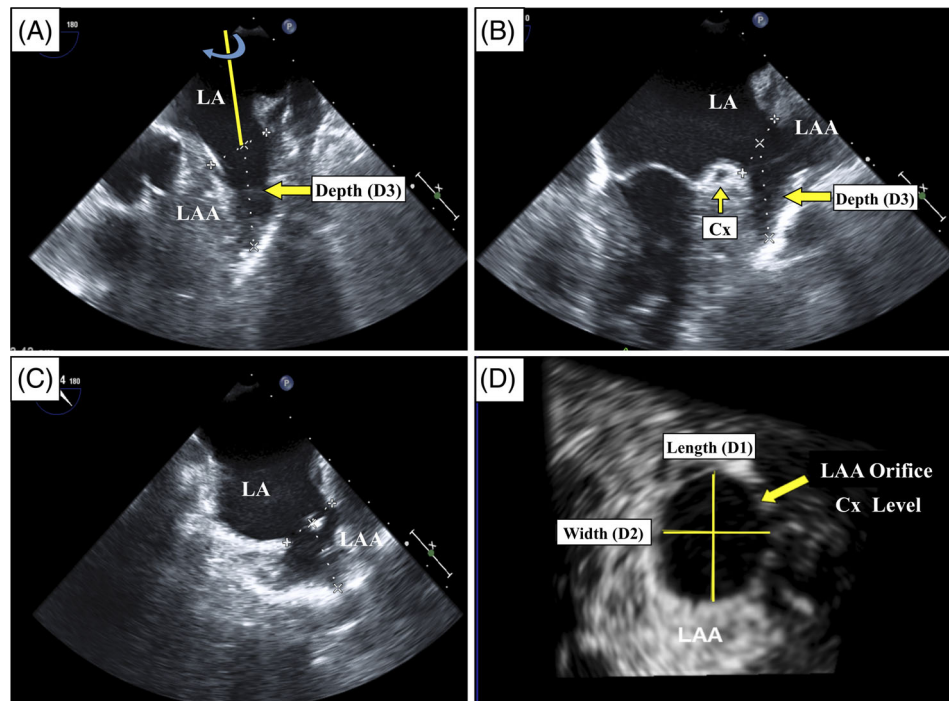 (A)
180
P
LA
Depth (D3)
LAA
(B)
P
LA
LAA
Depth (D3)
Cx
(C)
4 180
P
LA
LAA
(D)
Length (D1)
LAA Orifice
Cx Level
Width (D2)
LAA